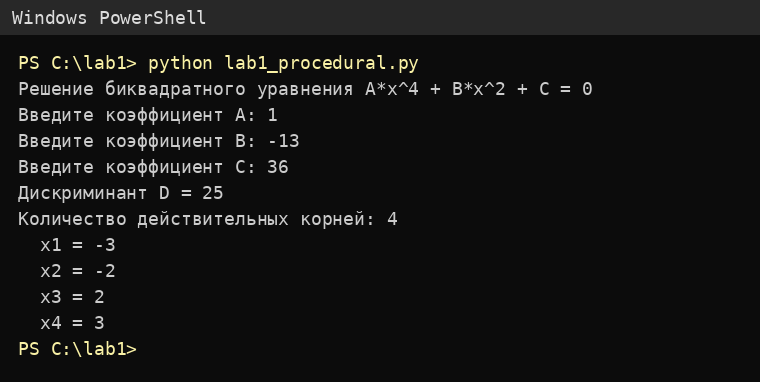 Windows PowerShell
PS C:\lab1> python lab1_procedural.py
Решение биквадратного уравнения A*x^4 + B*x^2 + C = 0
Введите коэффициент A: 1
Введите коэффициент B: -13
Введите коэффициент C: 36
Дискриминант D = 25
Количество действительных корней: 4
  x1 = -3
  x2 = -2
  x3 = 2
  x4 = 3
PS C:\lab1>